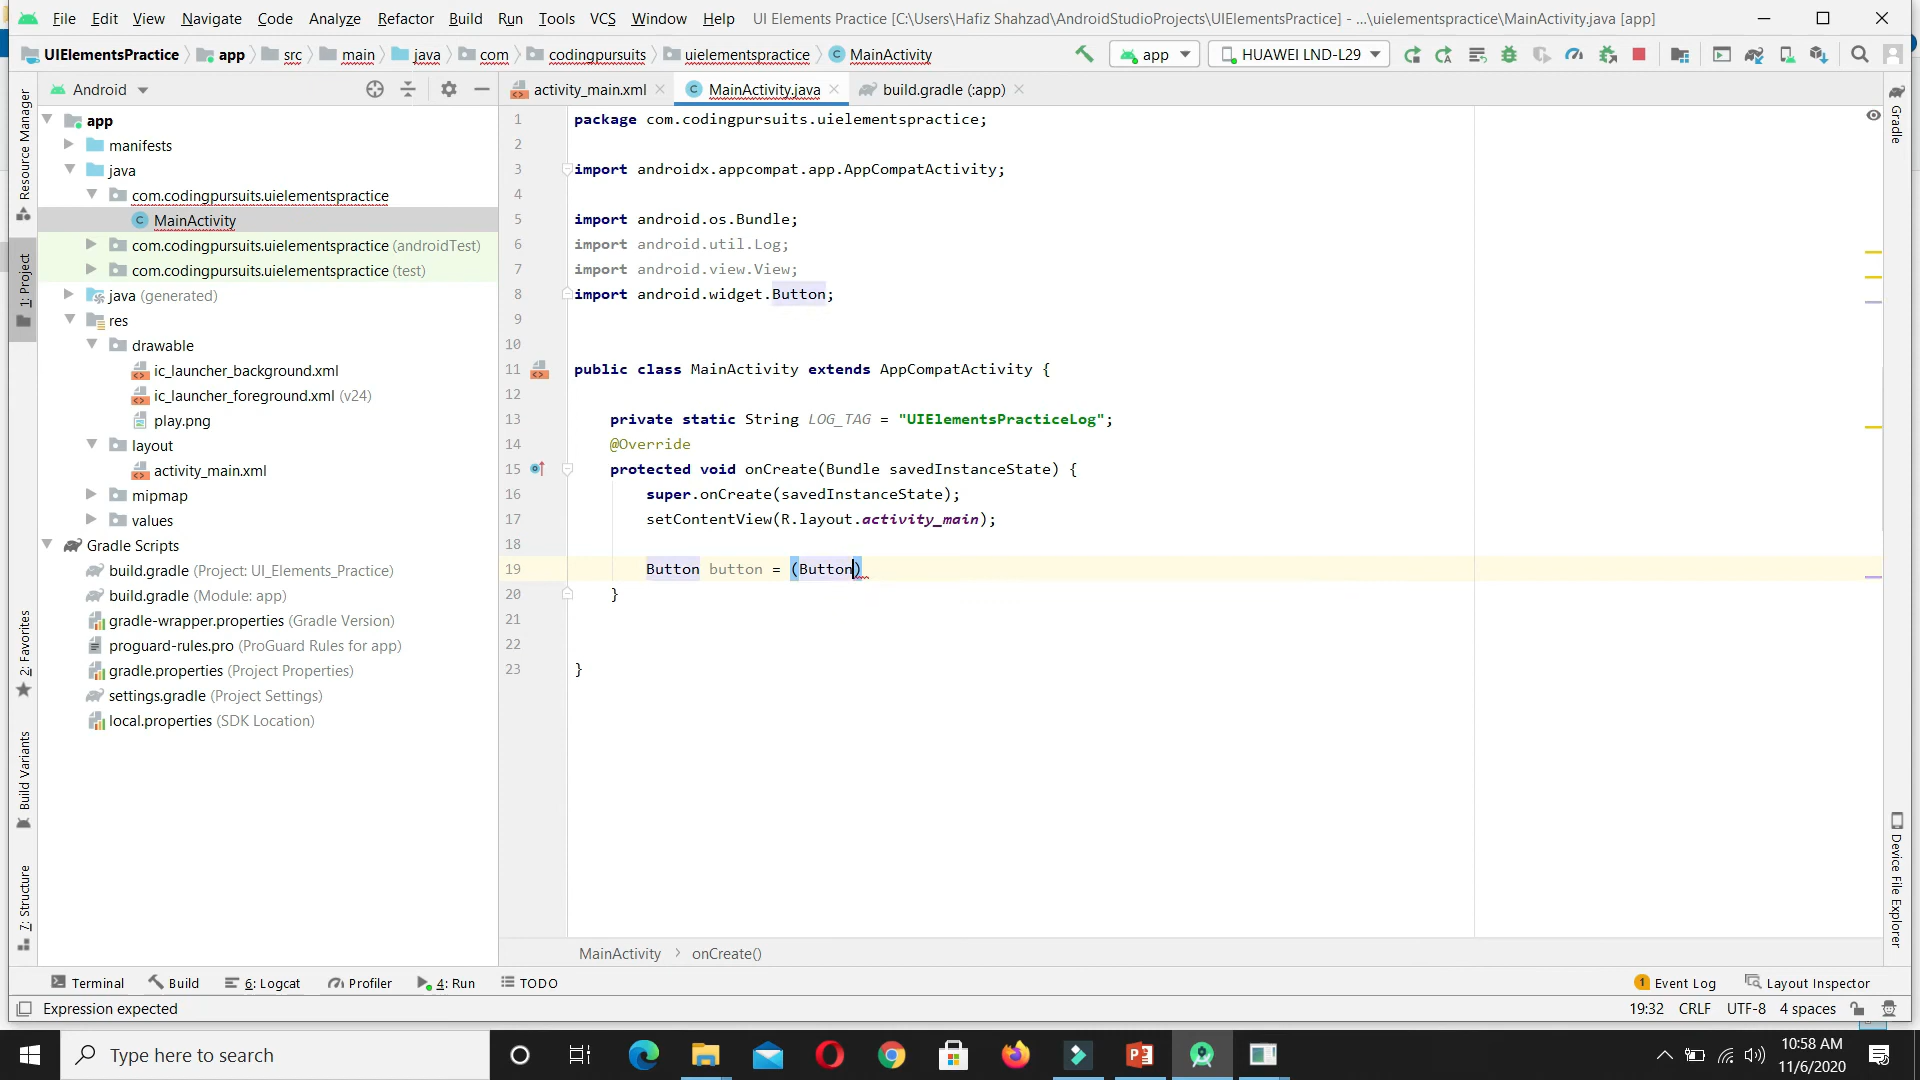 File Edit View Navigate Code Analyze Refactor Build Run Tools VCS Window Help UI Elements Practice [C:\Users\Hafiz Shahzad\AndroidStudioProjects\UIElementsPractice] - ...\uielementspractice\MainActivity.java [app]
UIElementsPractice app src main java com codingpursuits uielementspractice MainActivity app HUAWEI LND-L29
Android activity_main.xml MainActivity.java build.gradle (:app)
Resource Manager
1: Project
2: Favorites
Build Variants
7: Structure
app
manifests
java
com.codingpursuits.uielementspractice
MainActivity
com.codingpursuits.uielementspractice (androidTest)
com.codingpursuits.uielementspractice (test)
java (generated)
res
drawable
ic_launcher_background.xml
ic_launcher_foreground.xml (v24)
play.png
layout
activity_main.xml
mipmap
values
Gradle Scripts
build.gradle (Project: UI_Elements_Practice)
build.gradle (Module: app)
gradle-wrapper.properties (Gradle Version)
proguard-rules.pro (ProGuard Rules for app)
gradle.properties (Project Properties)
settings.gradle (Project Settings)
local.properties (SDK Location)
1 package com.codingpursuits.uielementspractice;
2
3 import androidx.appcompat.app.AppCompatActivity;
4
5 import android.os.Bundle;
6 import android.util.Log;
7 import android.view.View;
8 import android.widget.Button;
9
10
11 public class MainActivity extends AppCompatActivity {
12
13 private static String LOG_TAG = "UIElementsPracticeLog";
14 @Override
15 protected void onCreate(Bundle savedInstanceState) {
16 super.onCreate(savedInstanceState);
17 setContentView(R.layout.activity_main);
18
19 Button button = (Button)
20 }
21
22
23 }
Gradle
Device File Explorer
MainActivity > onCreate()
Terminal Build 6: Logcat Profiler 4: Run TODO 1 Event Log Layout Inspector
Expression expected 19:32 CRLF UTF-8 4 spaces
Type here to search 10:58 AM
11/6/2020